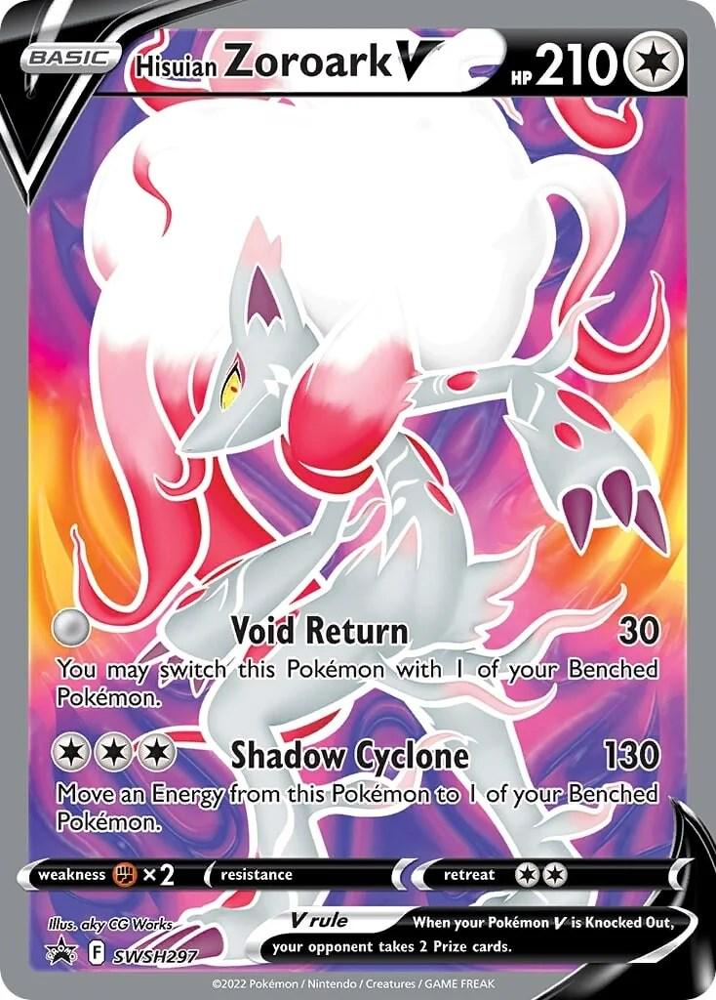 BASIC
Hisuian Zoroark V
HP 210
Void Return 30
You may switch this Pokémon with 1 of your Benched
Pokémon.
Shadow Cyclone 130
Move an Energy from this Pokémon to 1 of your Benched
Pokémon.
weakness ×2 resistance retreat
Illus. aky CG Works
V rule When your Pokémon V is Knocked Out,
your opponent takes 2 Prize cards.
PROMO F SWSH297
©2022 Pokémon / Nintendo / Creatures / GAME FREAK